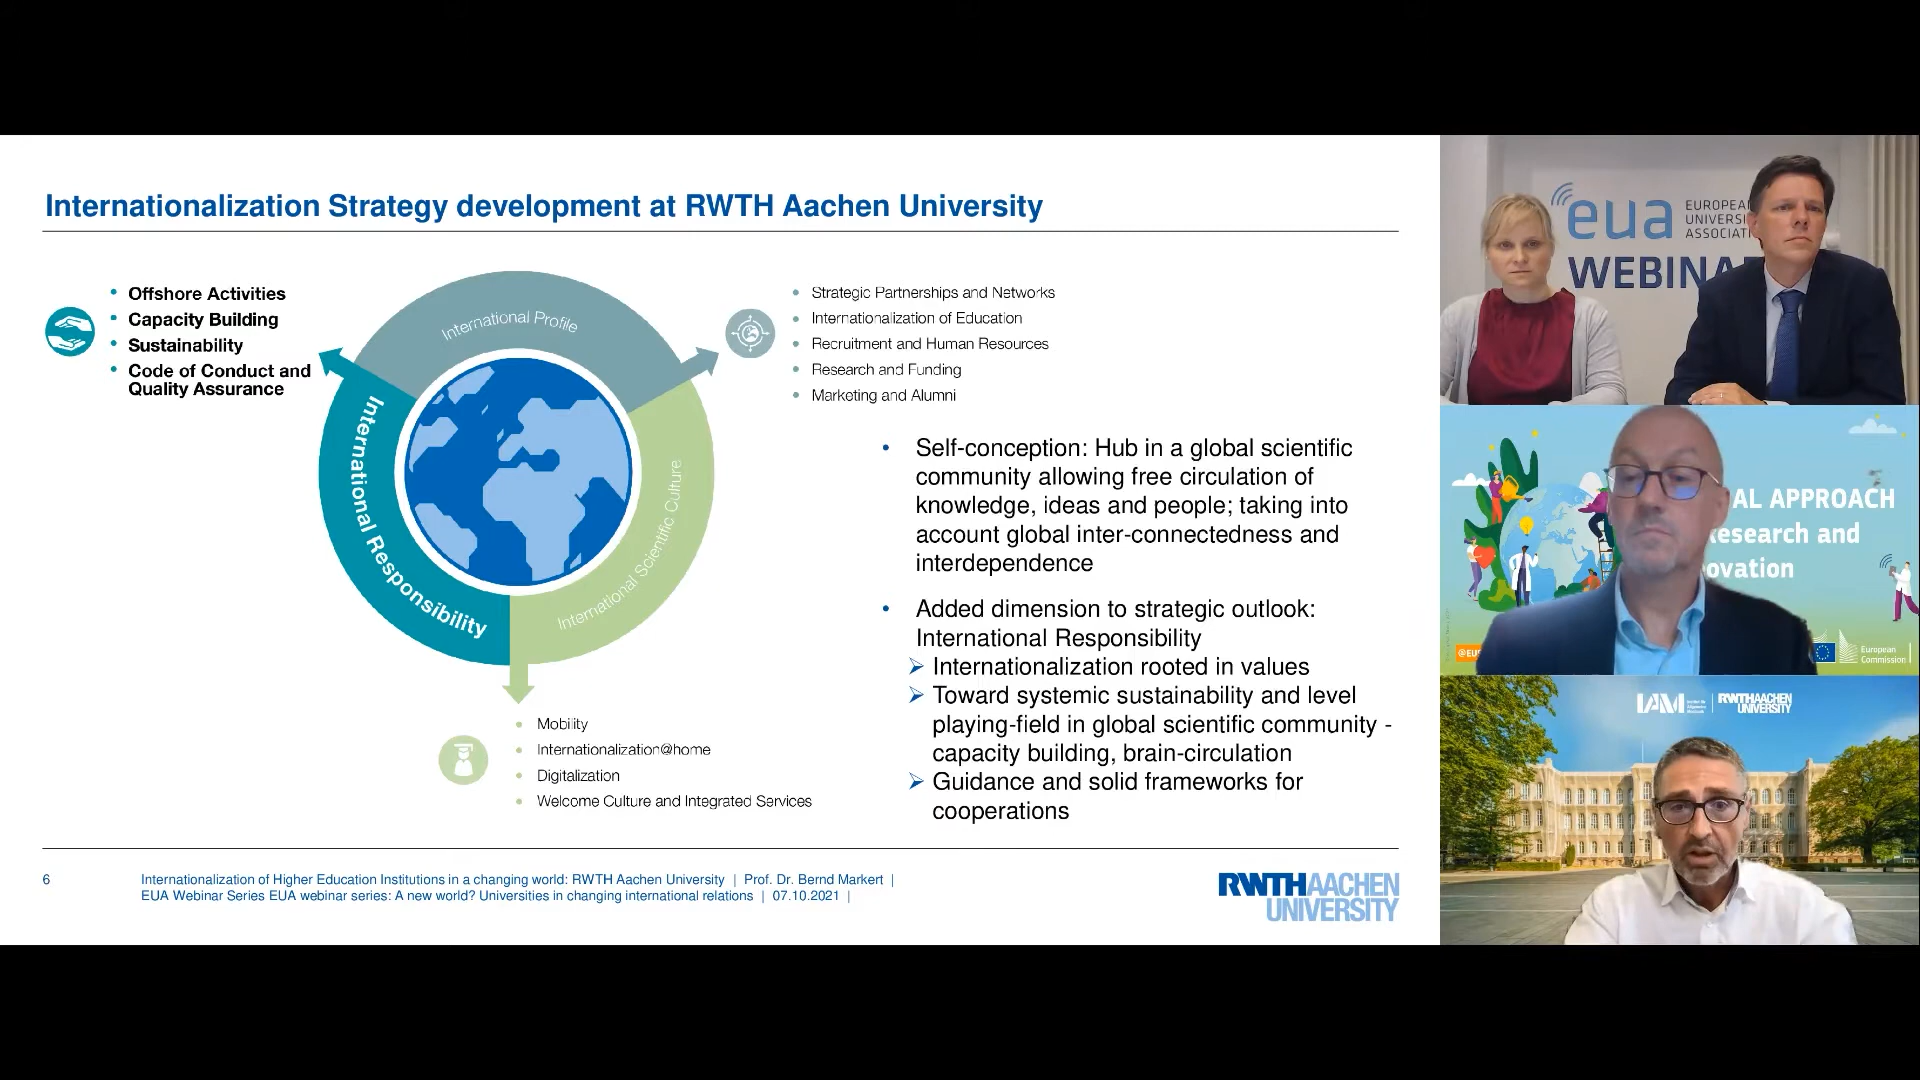 Internationalization Strategy development at RWTH Aachen University
• Offshore Activities
• Capacity Building
• Sustainability
• Code of Conduct and
Quality Assurance
International Profile
International Responsibility
International Scientific Culture
• Strategic Partnerships and Networks
• Internationalization of Education
• Recruitment and Human Resources
• Research and Funding
• Marketing and Alumni
• Mobility
• Internationalization@home
• Digitalization
• Welcome Culture and Integrated Services
• Self-conception: Hub in a global scientific
community allowing free circulation of
knowledge, ideas and people; taking into
account global inter-connectedness and
interdependence
• Added dimension to strategic outlook:
International Responsibility
➢ Internationalization rooted in values
➢ Toward systemic sustainability and level
playing-field in global scientific community -
capacity building, brain-circulation
➢ Guidance and solid frameworks for
cooperations
6
Internationalization of Higher Education Institutions in a changing world: RWTH Aachen University | Prof. Dr. Bernd Markert |
EUA Webinar Series EUA webinar series: A new world? Universities in changing international relations | 07.10.2021 |
RWTHAACHEN
UNIVERSITY
eua
EUROPEA
UNIVERSI
ASSOCIAT
WEBINA
AL APPROACH
esearch and
ovation
@EU
European
Commission
IAM
RWTHAACHEN
UNIVERSITY